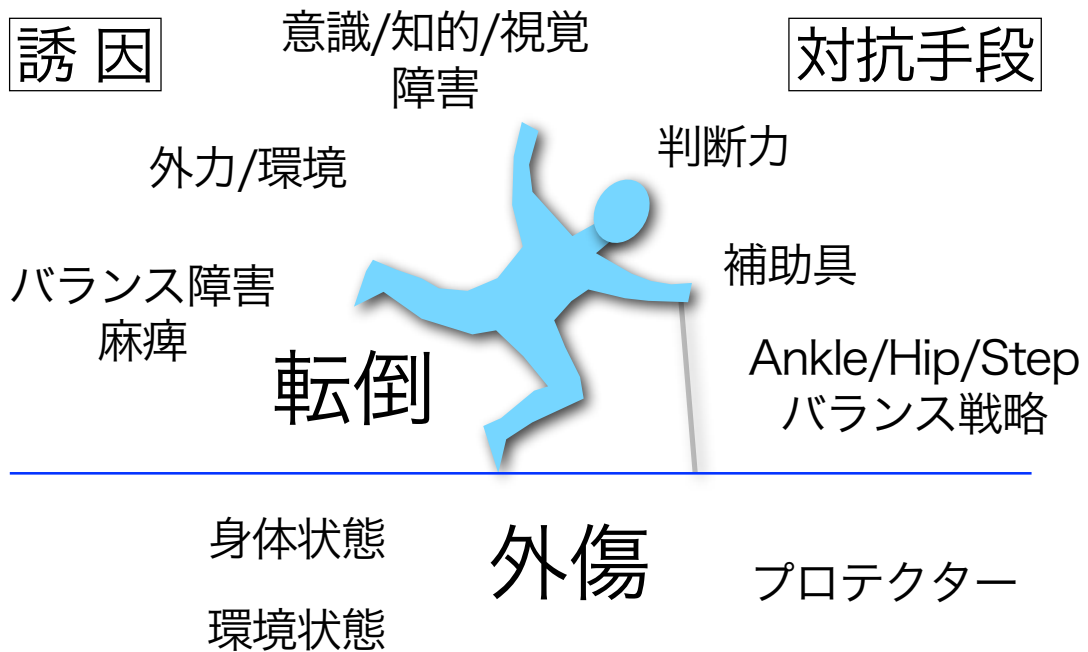 誘 因
意識/知的/視覚
障害
対抗手段
外力/環境
判断力
バランス障害
麻痺
補助具
転倒
Ankle/Hip/Step
バランス戦略
身体状態
外傷
プロテクター
環境状態